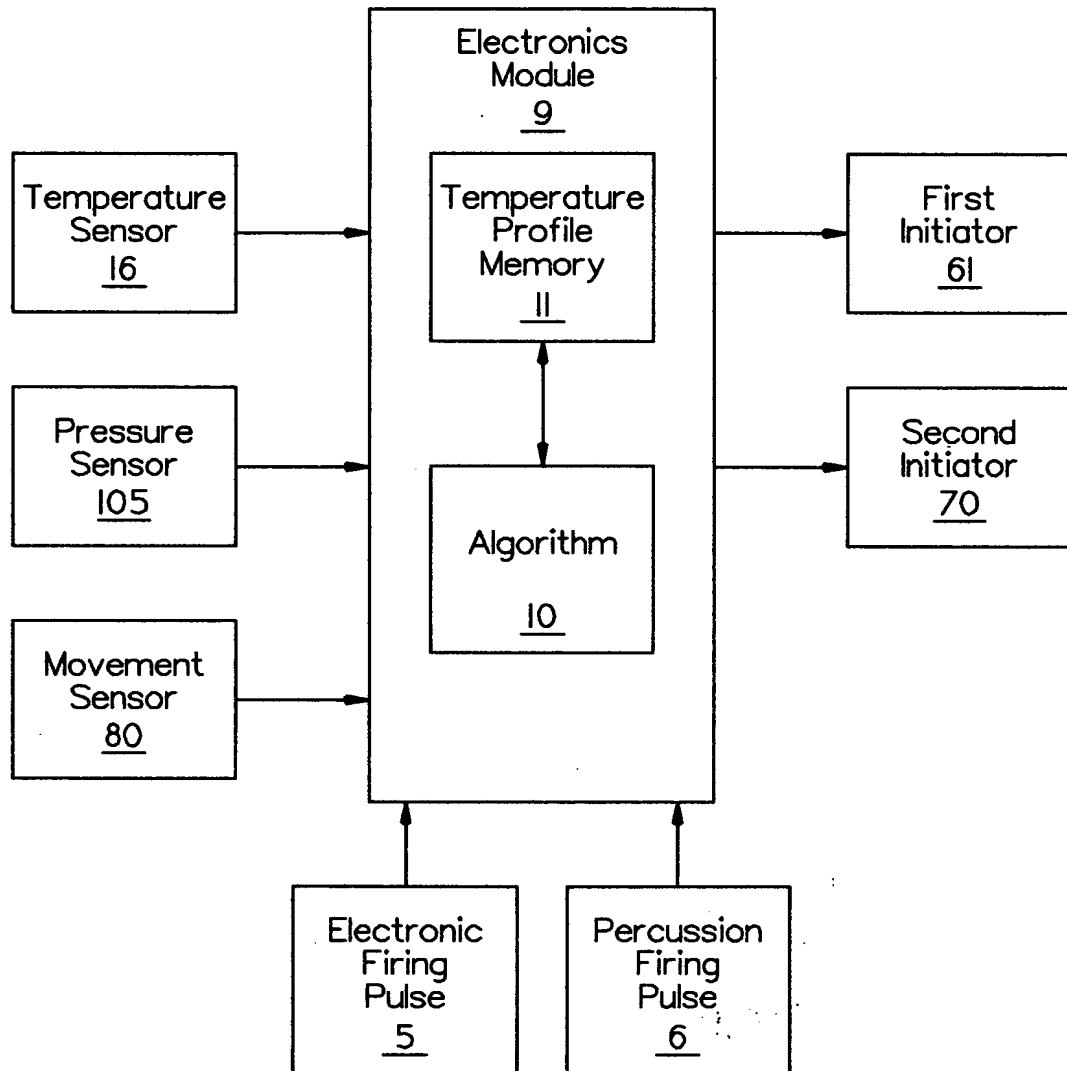 Electronics
Module
9
Temperature
Sensor
16
Temperature
Profile
Memory
11
First
Initiator
61
Pressure
Sensor
105
Second
Initiator
70
Algorithm
10
Movement
Sensor
80
Electronic
Firing
Pulse
5
Percussion
Firing
Pulse
6